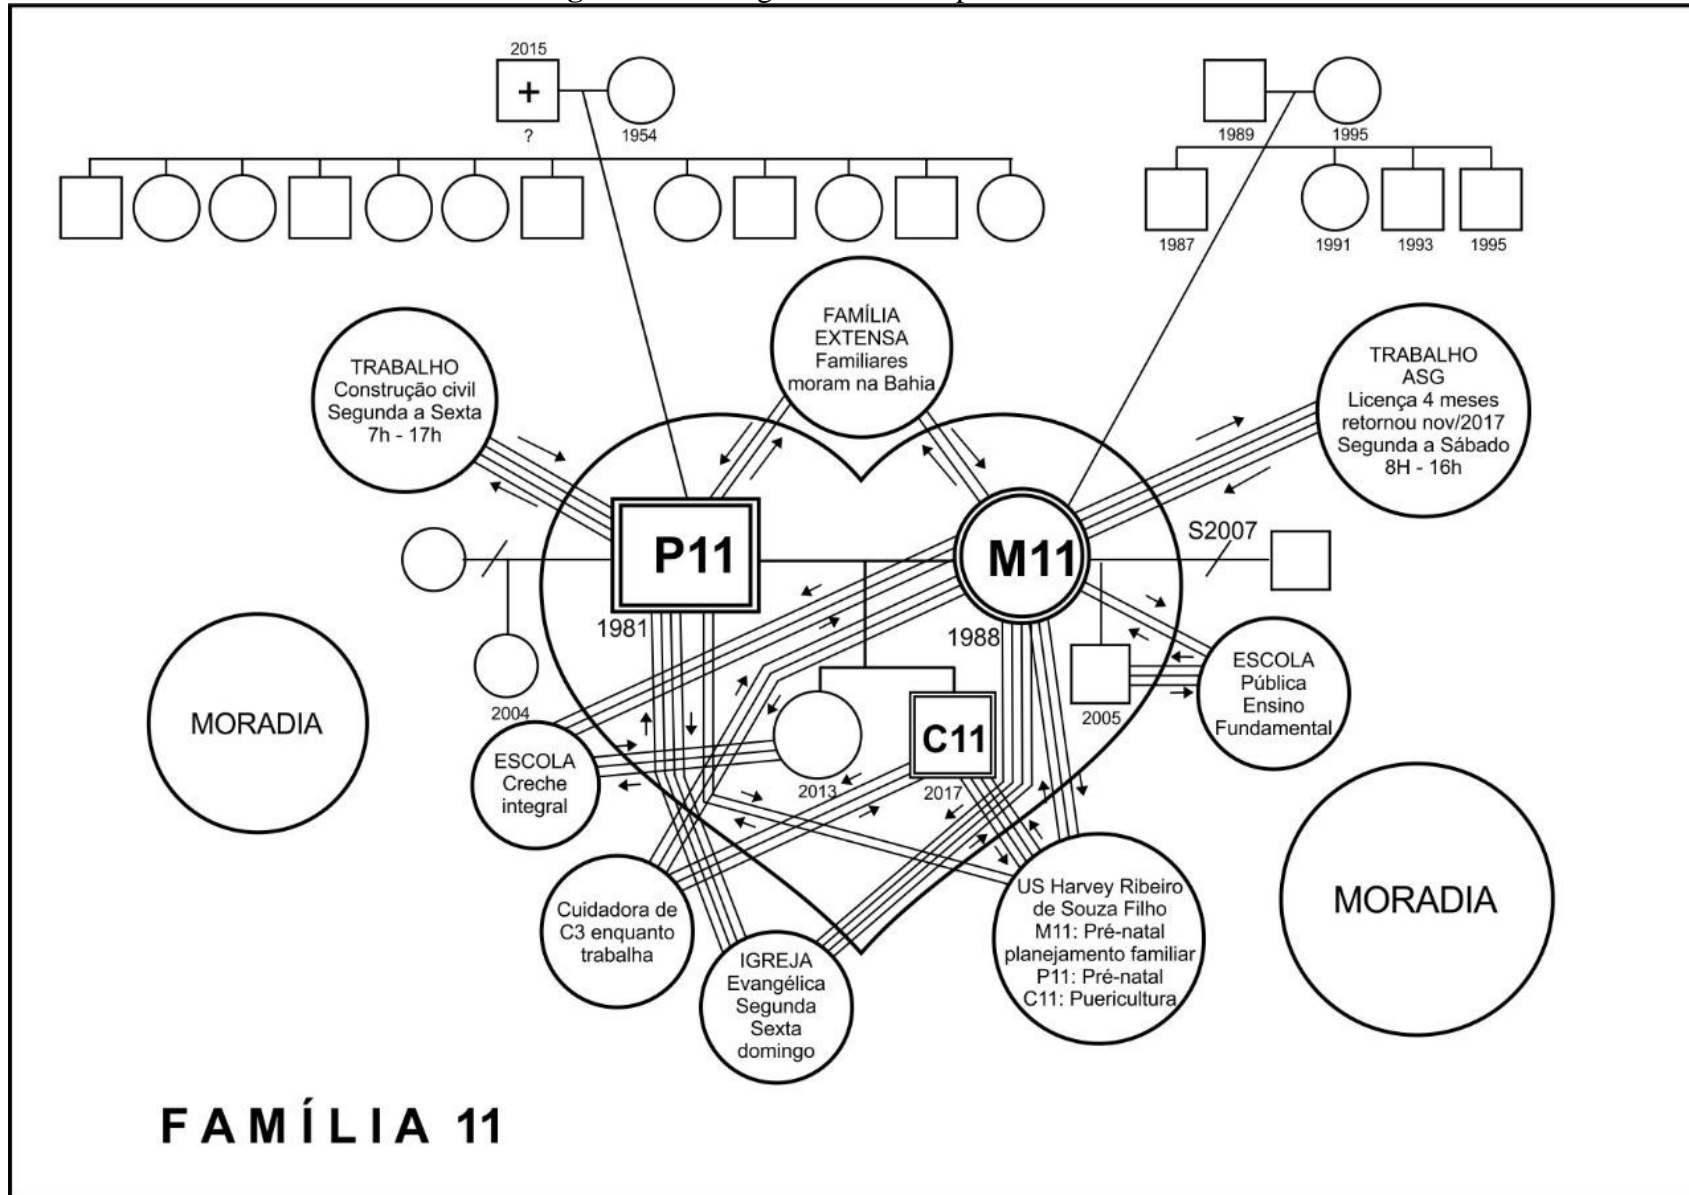 2015
+
?
1954
1989
1995
1987
1991
1993
1995
FAMÍLIA
EXTENSA
Familiares
moram na Bahia
TRABALHO
Construção civil
Segunda a Sexta
7h - 17h
TRABALHO
ASG
Licença 4 meses
retornou nov/2017
Segunda a Sábado
8H - 16h
P11
1981
M11
1988
S2007
2004
2005
ESCOLA
Pública
Ensino
Fundamental
MORADIA
ESCOLA
Creche
integral
2013
C11
2017
Cuidadora de
C3 enquanto
trabalha
IGREJA
Evangélica
Segunda
Sexta
domingo
US Harvey Ribeiro
de Souza Filho
M11: Pré-natal
planejamento familiar
P11: Pré-natal
C11: Puericultura
MORADIA
FAMÍLIA 11